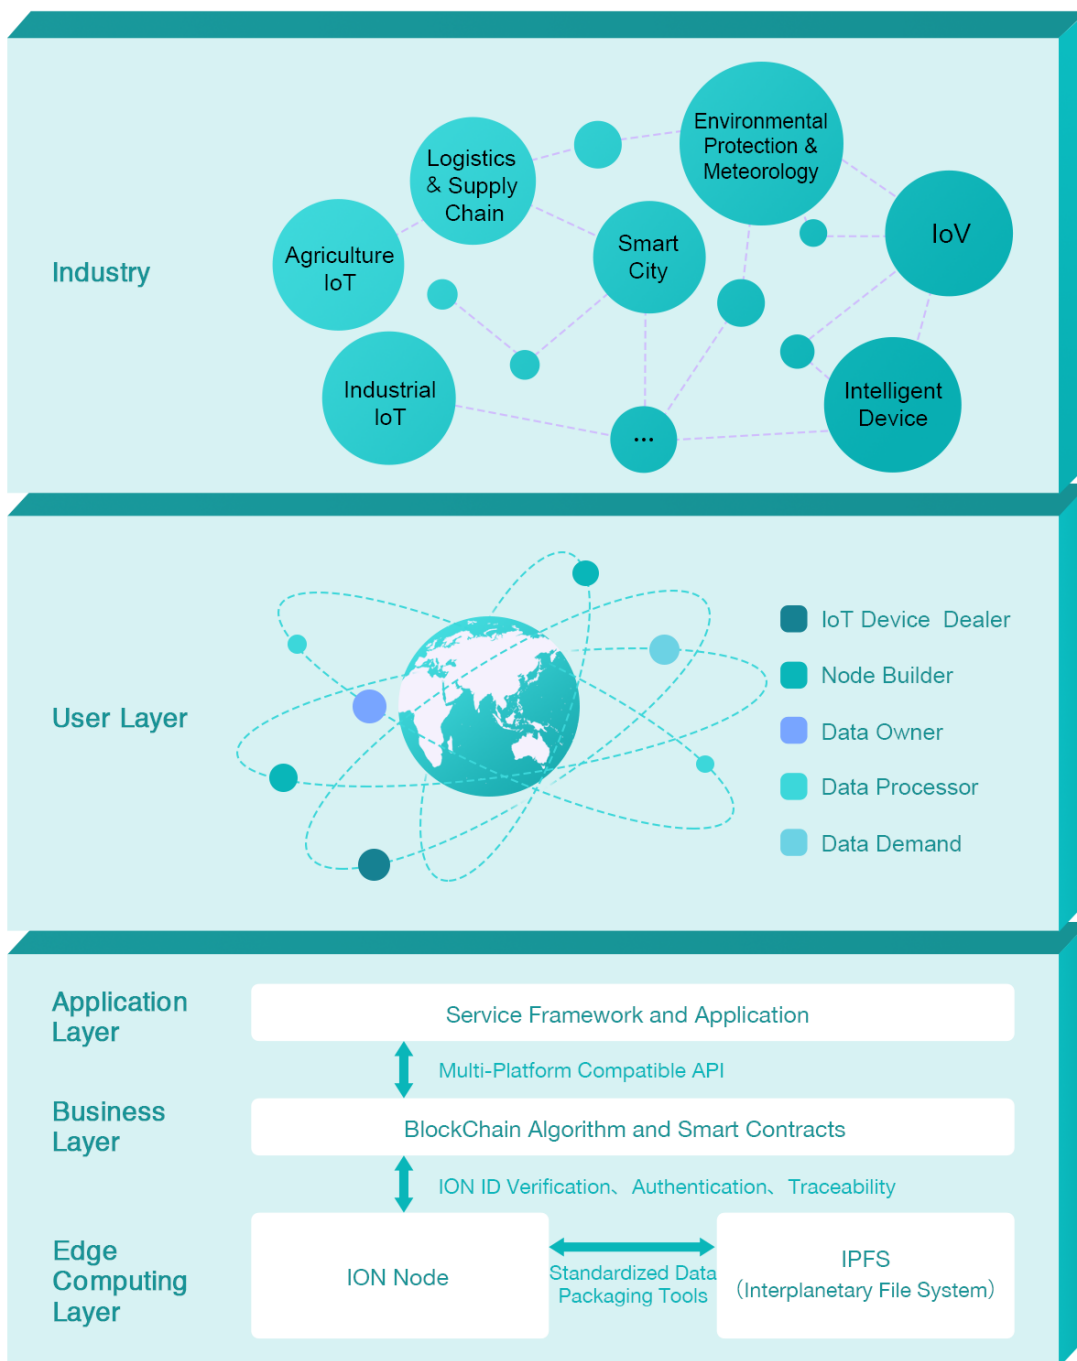 Industry
Logistics
& Supply
Chain
Environmental
Protection &
Meteorology
Agriculture
IoT
Smart
City
IoV
Industrial
IoT
...
Intelligent
Device
User Layer
IoT Device Dealer
Node Builder
Data Owner
Data Processor
Data Demand
Application
Layer
Service Framework and Application
Multi-Platform Compatible API
Business
Layer
BlockChain Algorithm and Smart Contracts
ION ID Verification、Authentication、Traceability
Edge
Computing
Layer
ION Node
Standardized Data
Packaging Tools
IPFS
（Interplanetary File System）